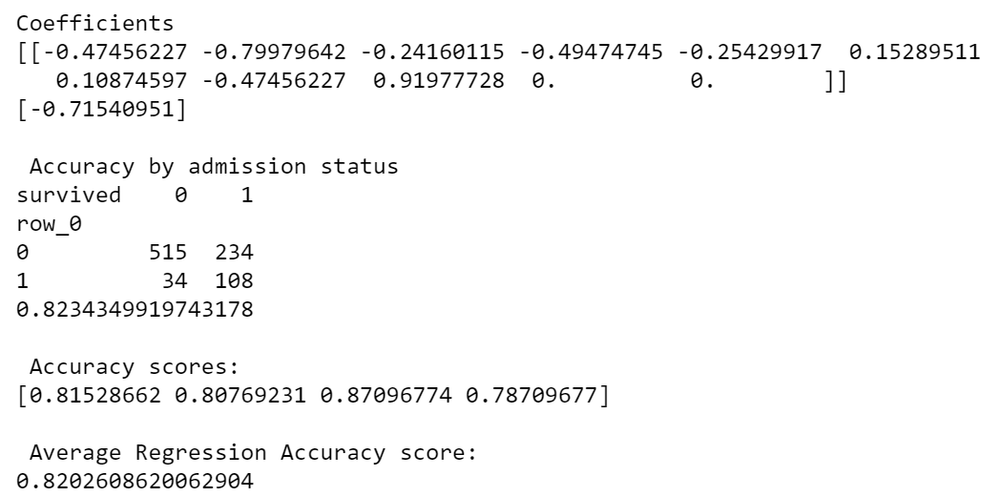 Coefficients
[[-0.47456227 -0.79979642 -0.24160115 -0.49474745 -0.25429917  0.15289511
   0.10874597 -0.47456227  0.91977728  0.          0.        ]]
[-0.71540951]
 Accuracy by admission status
survived    0    1
row_0
0         515  234
1          34  108
0.8234349919743178
 Accuracy scores:
[0.81528662 0.80769231 0.87096774 0.78709677]
 Average Regression Accuracy score:
0.8202608620062904